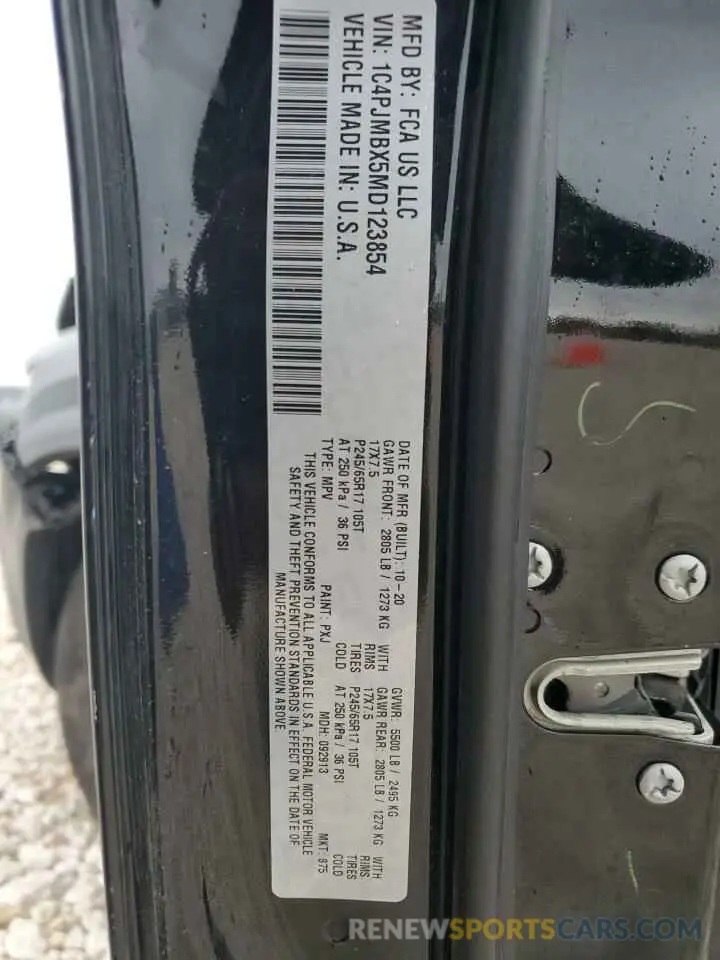 MFD BY: FCA US LLC
VIN: 1C4PJMBX5MD123854
VEHICLE MADE IN: U.S.A.
DATE OF MFR (BUILT): 10-20 GVWR: 5500 LB / 2495 KG
GAWR FRONT: 2805 LB / 1273 KG WITH GAWR REAR: 2805 LB / 1273 KG WITH
17X7.5 RIMS 17X7.5 RIMS
P245/65R17 105T TIRES P245/65R17 105T TIRES
AT 250 kPa / 36 PSI COLD AT 250 kPa / 36 PSI COLD
TYPE: MPV PAINT: PXJ MDH: 092913 MKT: 875
THIS VEHICLE CONFORMS TO ALL APPLICABLE U.S.A. FEDERAL MOTOR VEHICLE
SAFETY AND THEFT PREVENTION STANDARDS IN EFFECT ON THE DATE OF
MANUFACTURE SHOWN ABOVE
RENEWSPORTSCARS.COM